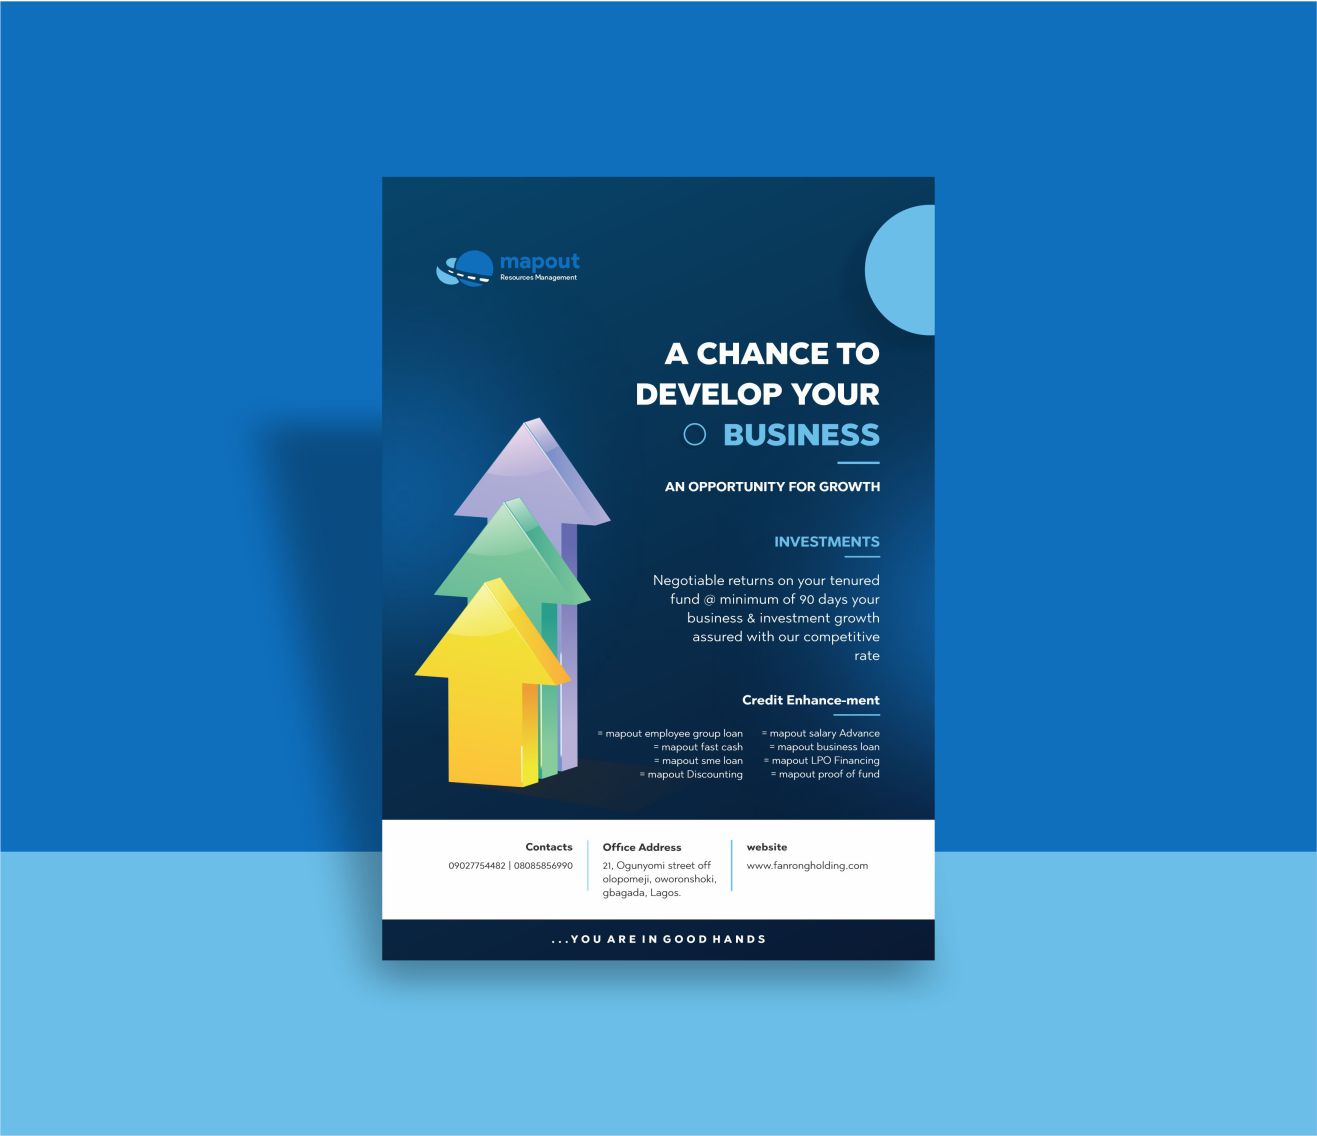 mapout
Resources Management
A CHANCE TO
DEVELOP YOUR
BUSINESS
AN OPPORTUNITY FOR GROWTH
INVESTMENTS
Negotiable returns on your tenured
fund @ minimum of 90 days your
business & investment growth
assured with our competitive
rate
Credit Enhance-ment
= mapout employee group loan
= mapout fast cash
= mapout sme loan
= mapout Discounting
= mapout salary Advance
= mapout business loan
= mapout LPO Financing
= mapout proof of fund
Contacts
09027754482 | 08085856990
Office Address
21, Ogunyomi street off
olopomeji, oworonshoki,
gbagada, Lagos.
website
www.fanrongholding.com
...YOU ARE IN GOOD HANDS